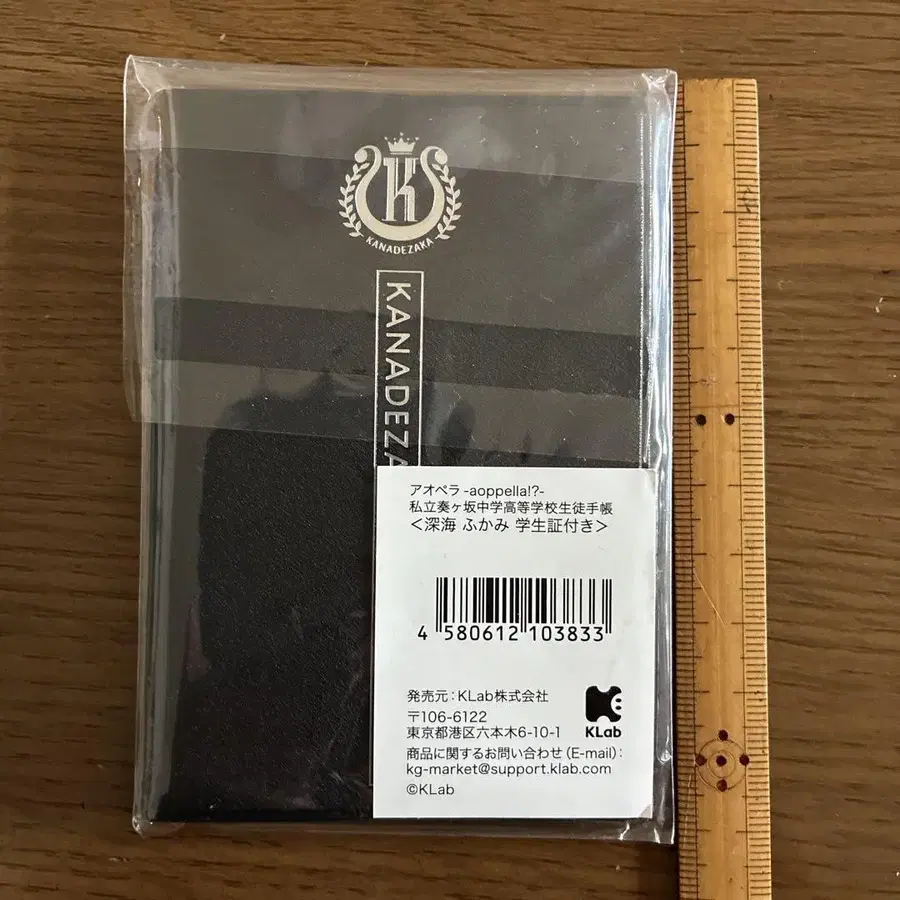 K
KANADEZAKA
KANADEZA
アオペラ -aoppella!?-
私立奏ヶ坂中学高等学校生徒手帳
＜深海 ふかみ 学生証付き＞
4 580612 103833
発売元：KLab株式会社
〒106-6122
東京都港区六本木6-10-1
KLab
商品に関するお問い合わせ（E-mail）：
kg-market@support.klab.com
©KLab